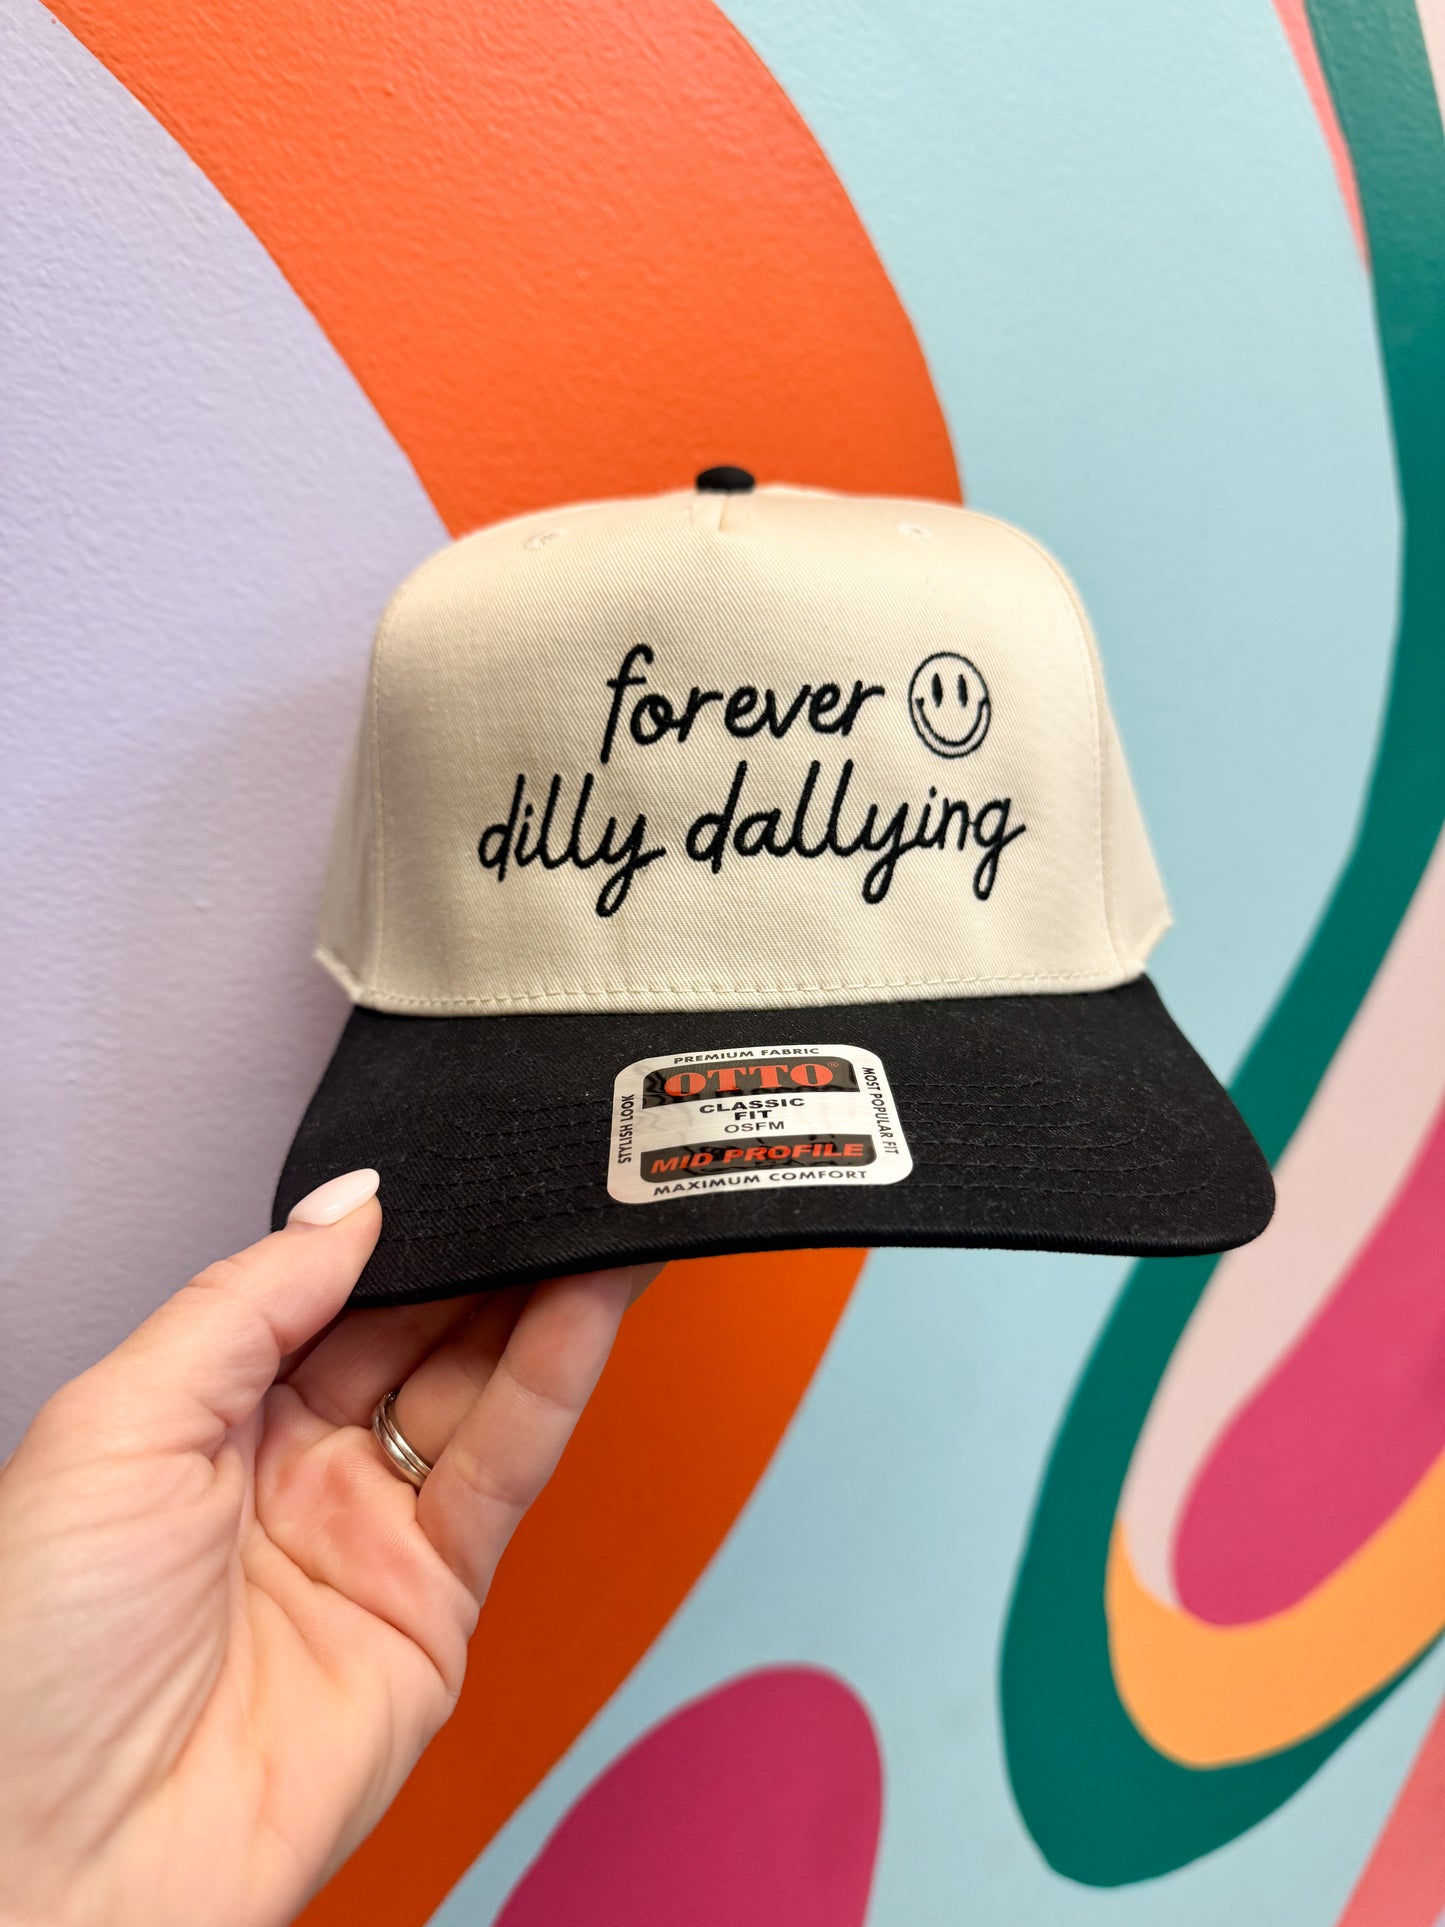 forever
dilly dallying
PREMIUM FABRIC
OTTO®
CLASSIC
FIT
OSFM
MID PROFILE
MAXIMUM COMFORT
STYLISH LOOK
MOST POPULAR FIT